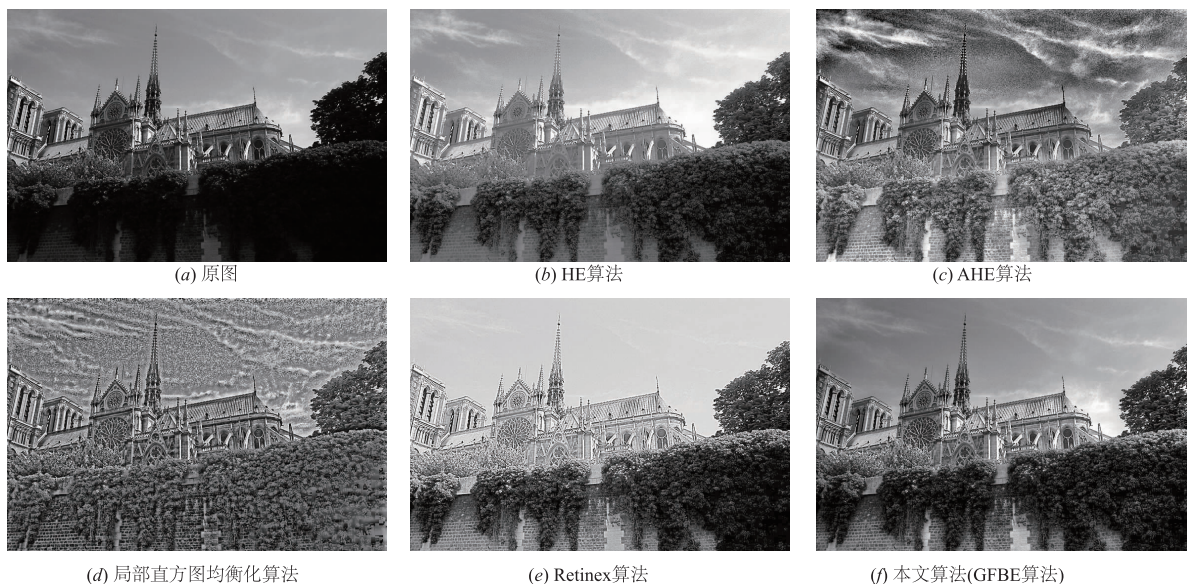 (a) 原图
(b) HE算法
(c) AHE算法
(d) 局部直方图均衡化算法
(e) Retinex算法
(f) 本文算法(GFBE算法)